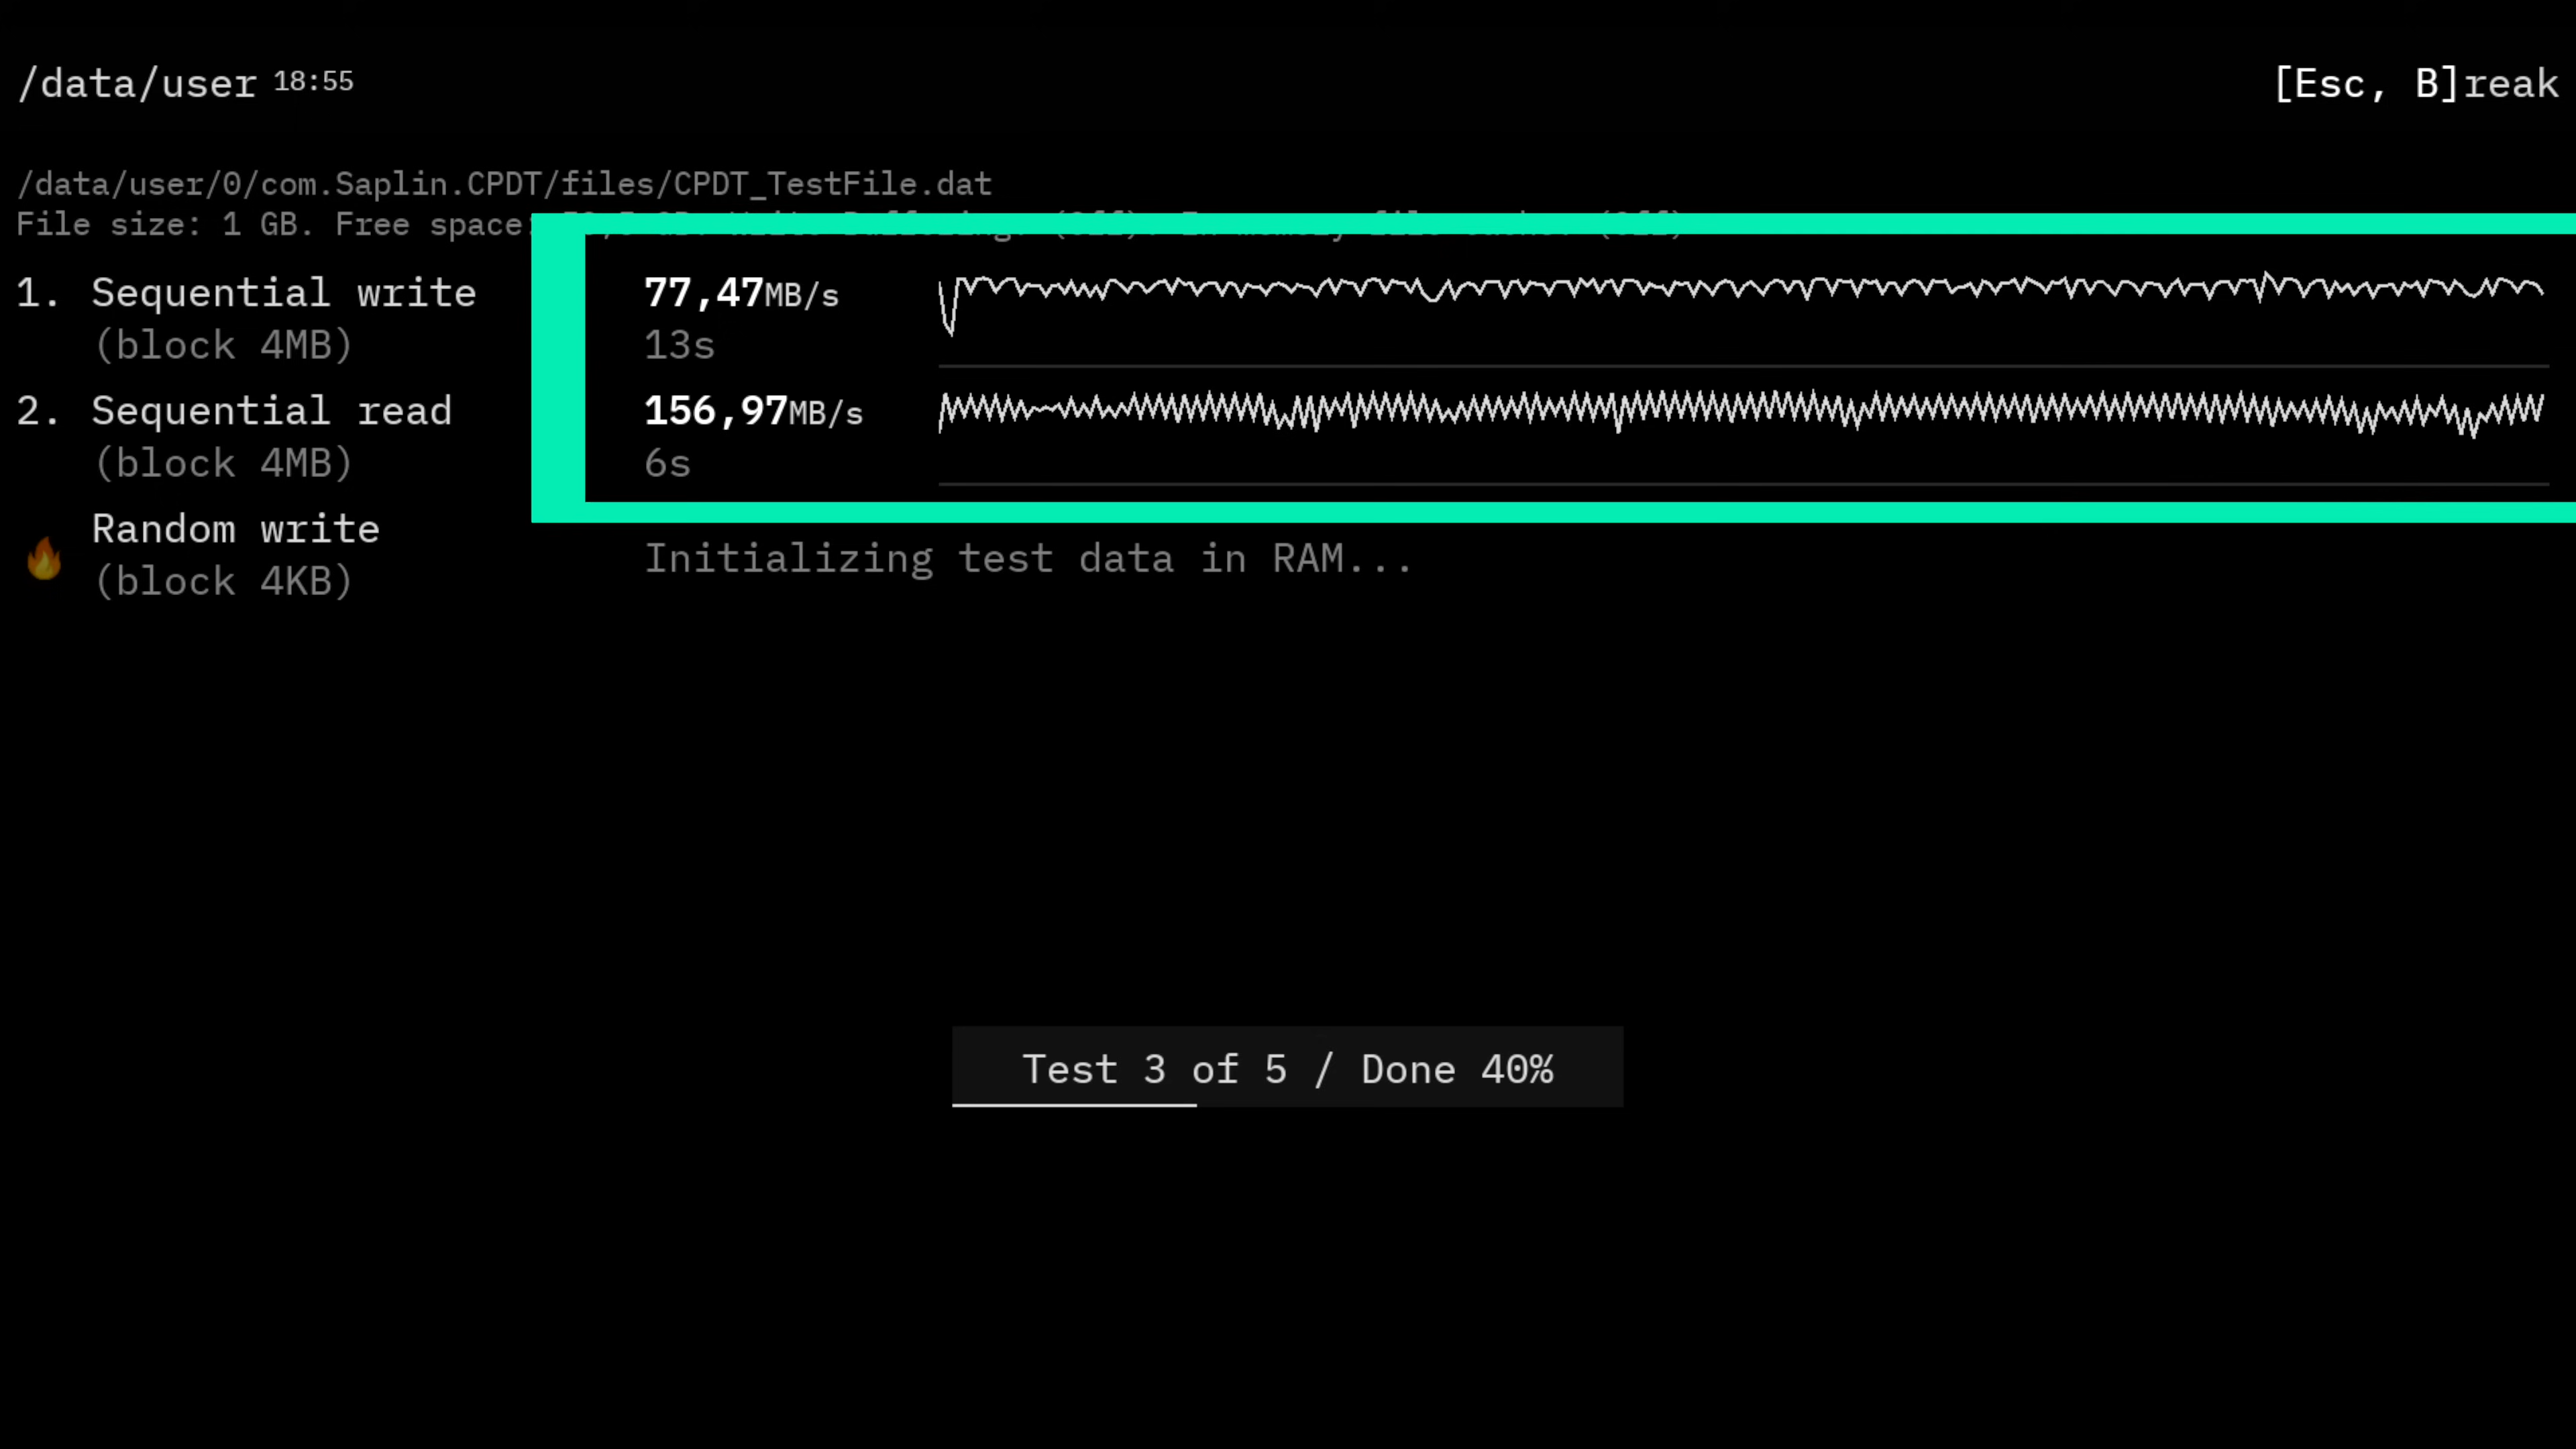 /data/user 18:55
[Esc, B]reak
/data/user/0/com.Saplin.CPDT/files/CPDT_TestFile.dat
File size: 1 GB. Free space:
1. Sequential write
(block 4MB)
77,47MB/s
13s
2. Sequential read
(block 4MB)
156,97MB/s
6s
Random write
(block 4KB)
Initializing test data in RAM...
Test 3 of 5 / Done 40%